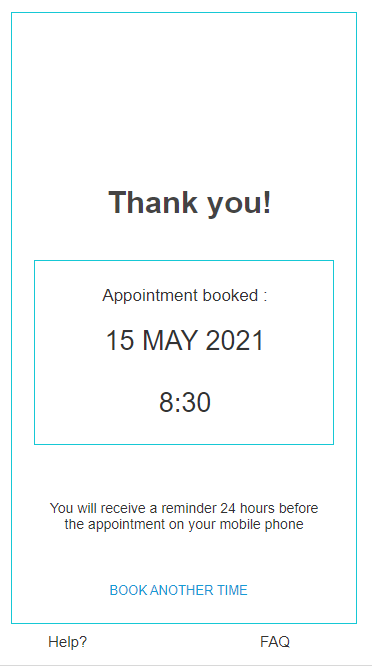 Thank you!
Appointment booked :
15 MAY 2021
8:30
You will receive a reminder 24 hours before
the appointment on your mobile phone
BOOK ANOTHER TIME
Help? FAQ